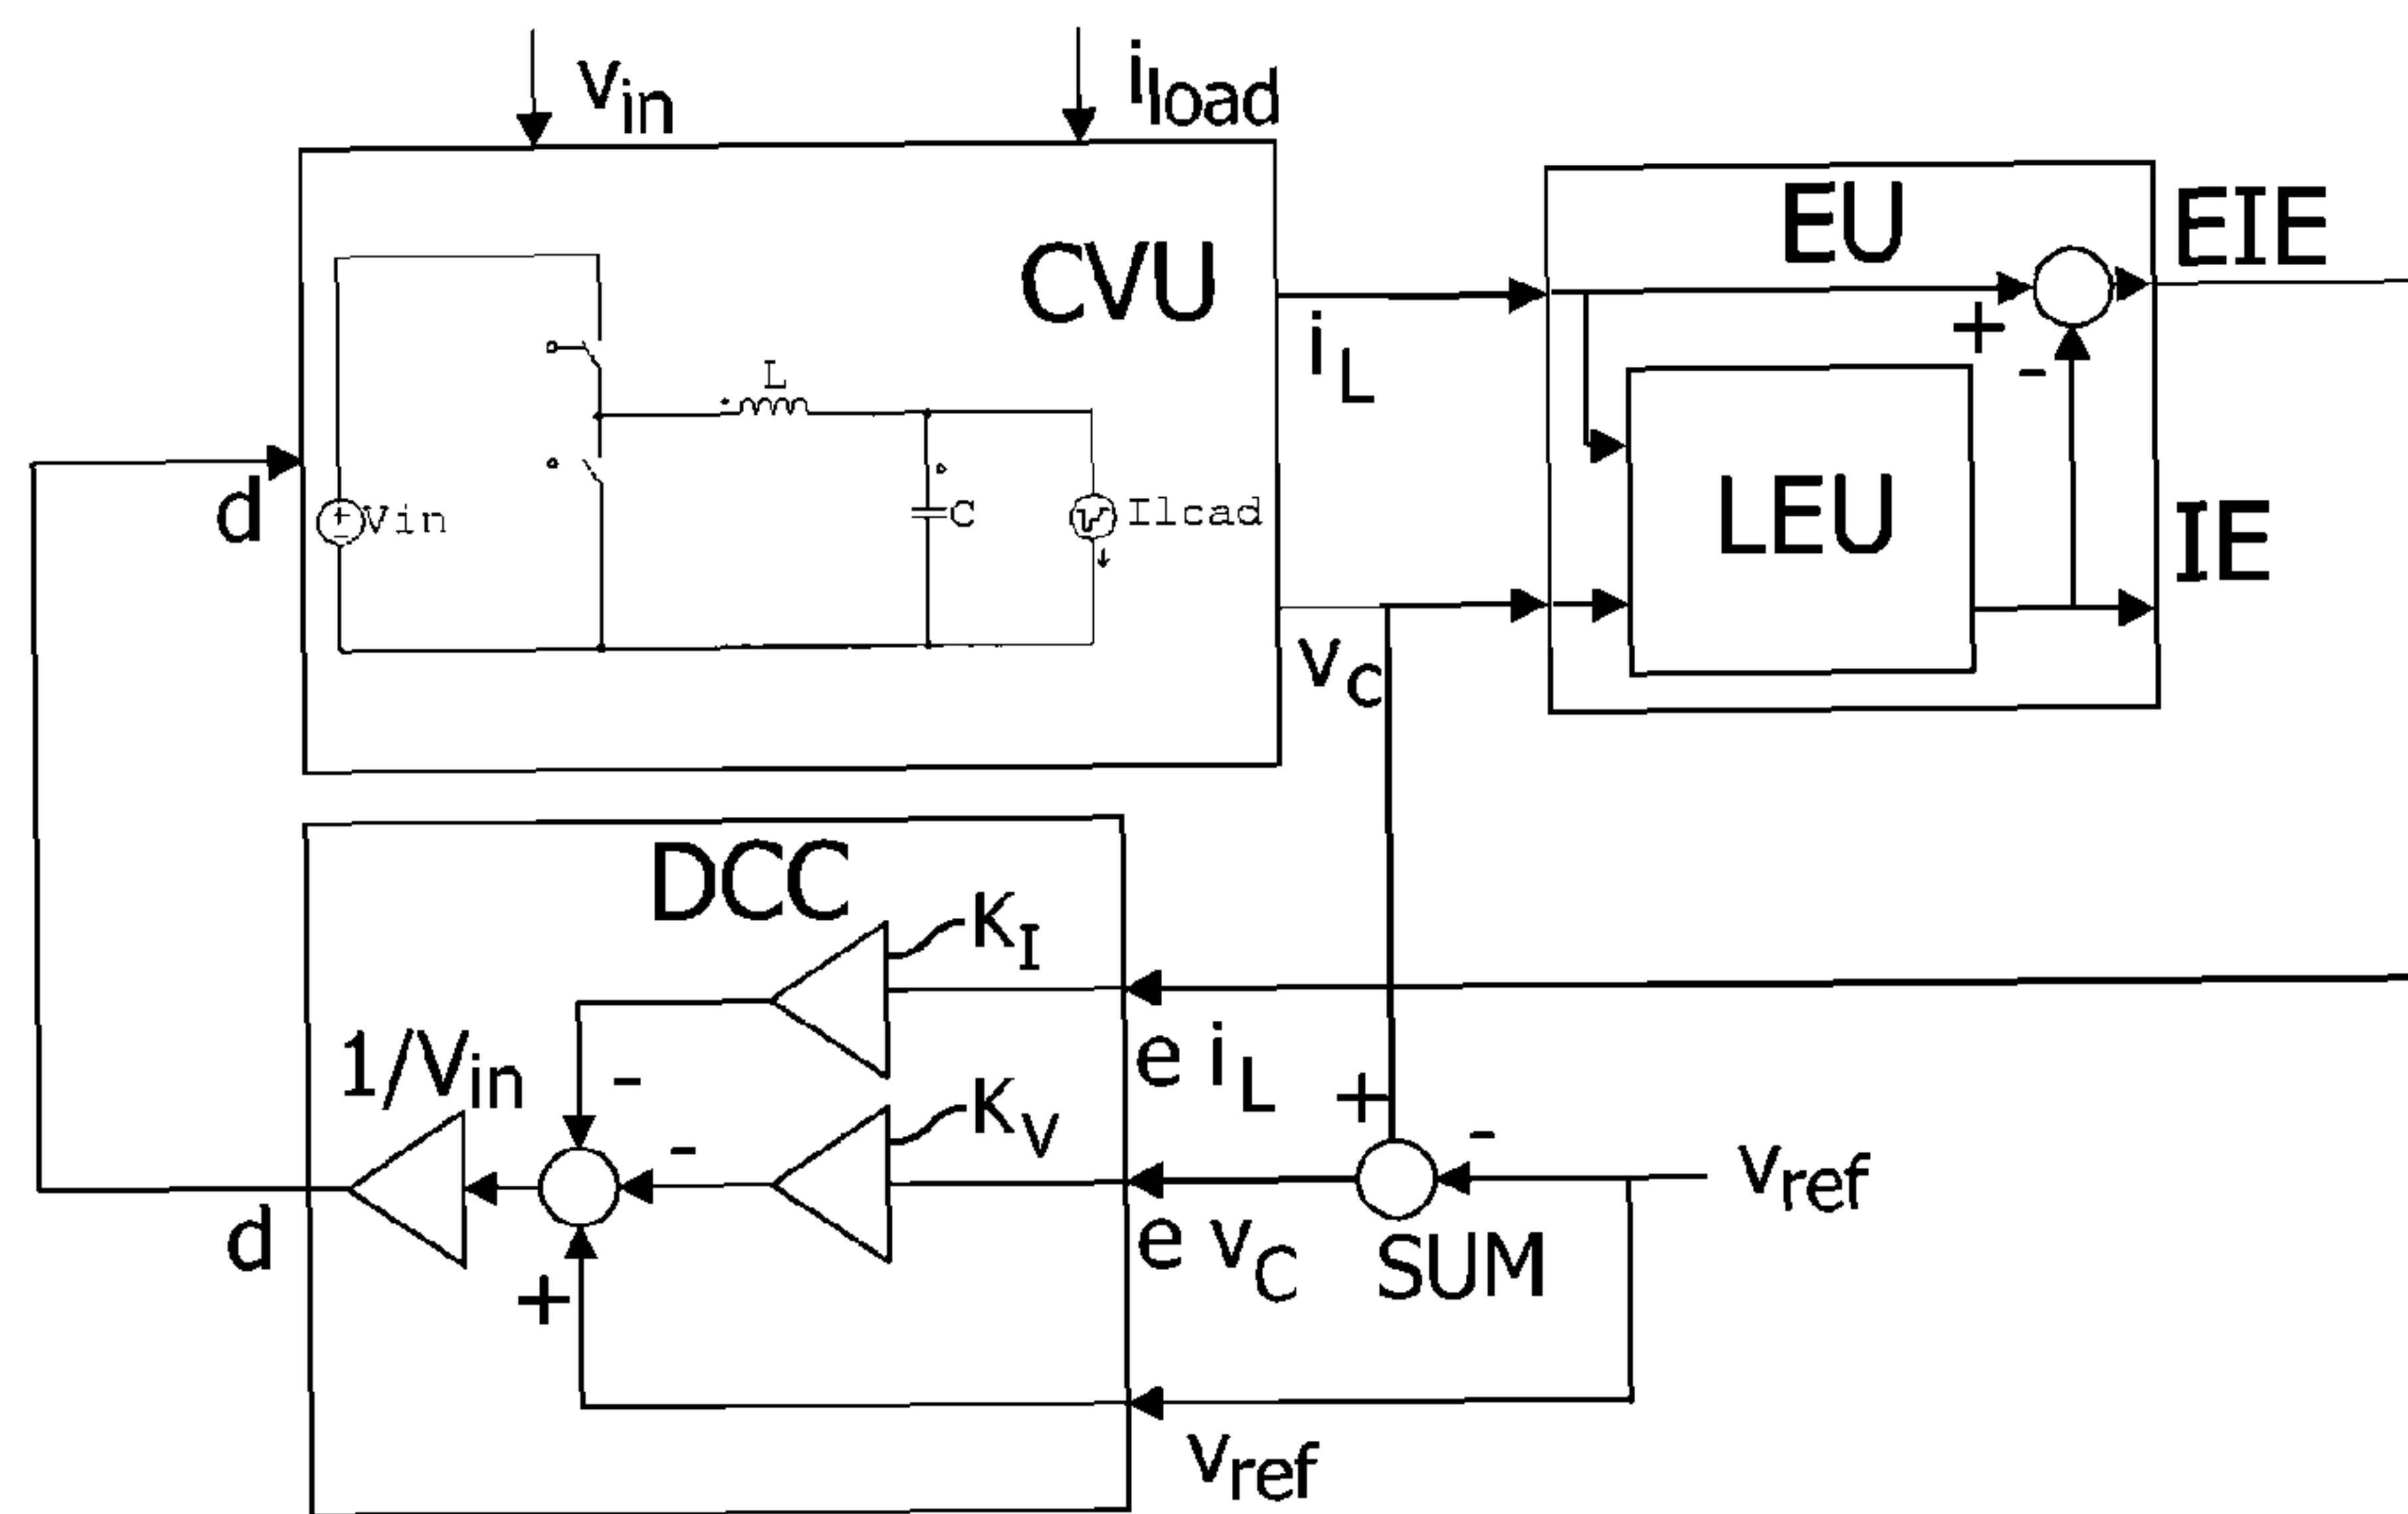 vin
iload
CVU
EU
EIE
L
+
-
iL
LEU
d
+
-
Vin
C
Ilcad
IE
vC
DCC
KI
1/Vin
-
e iL
+
-
KV
-
vref
d
e vC
SUM
+
vref